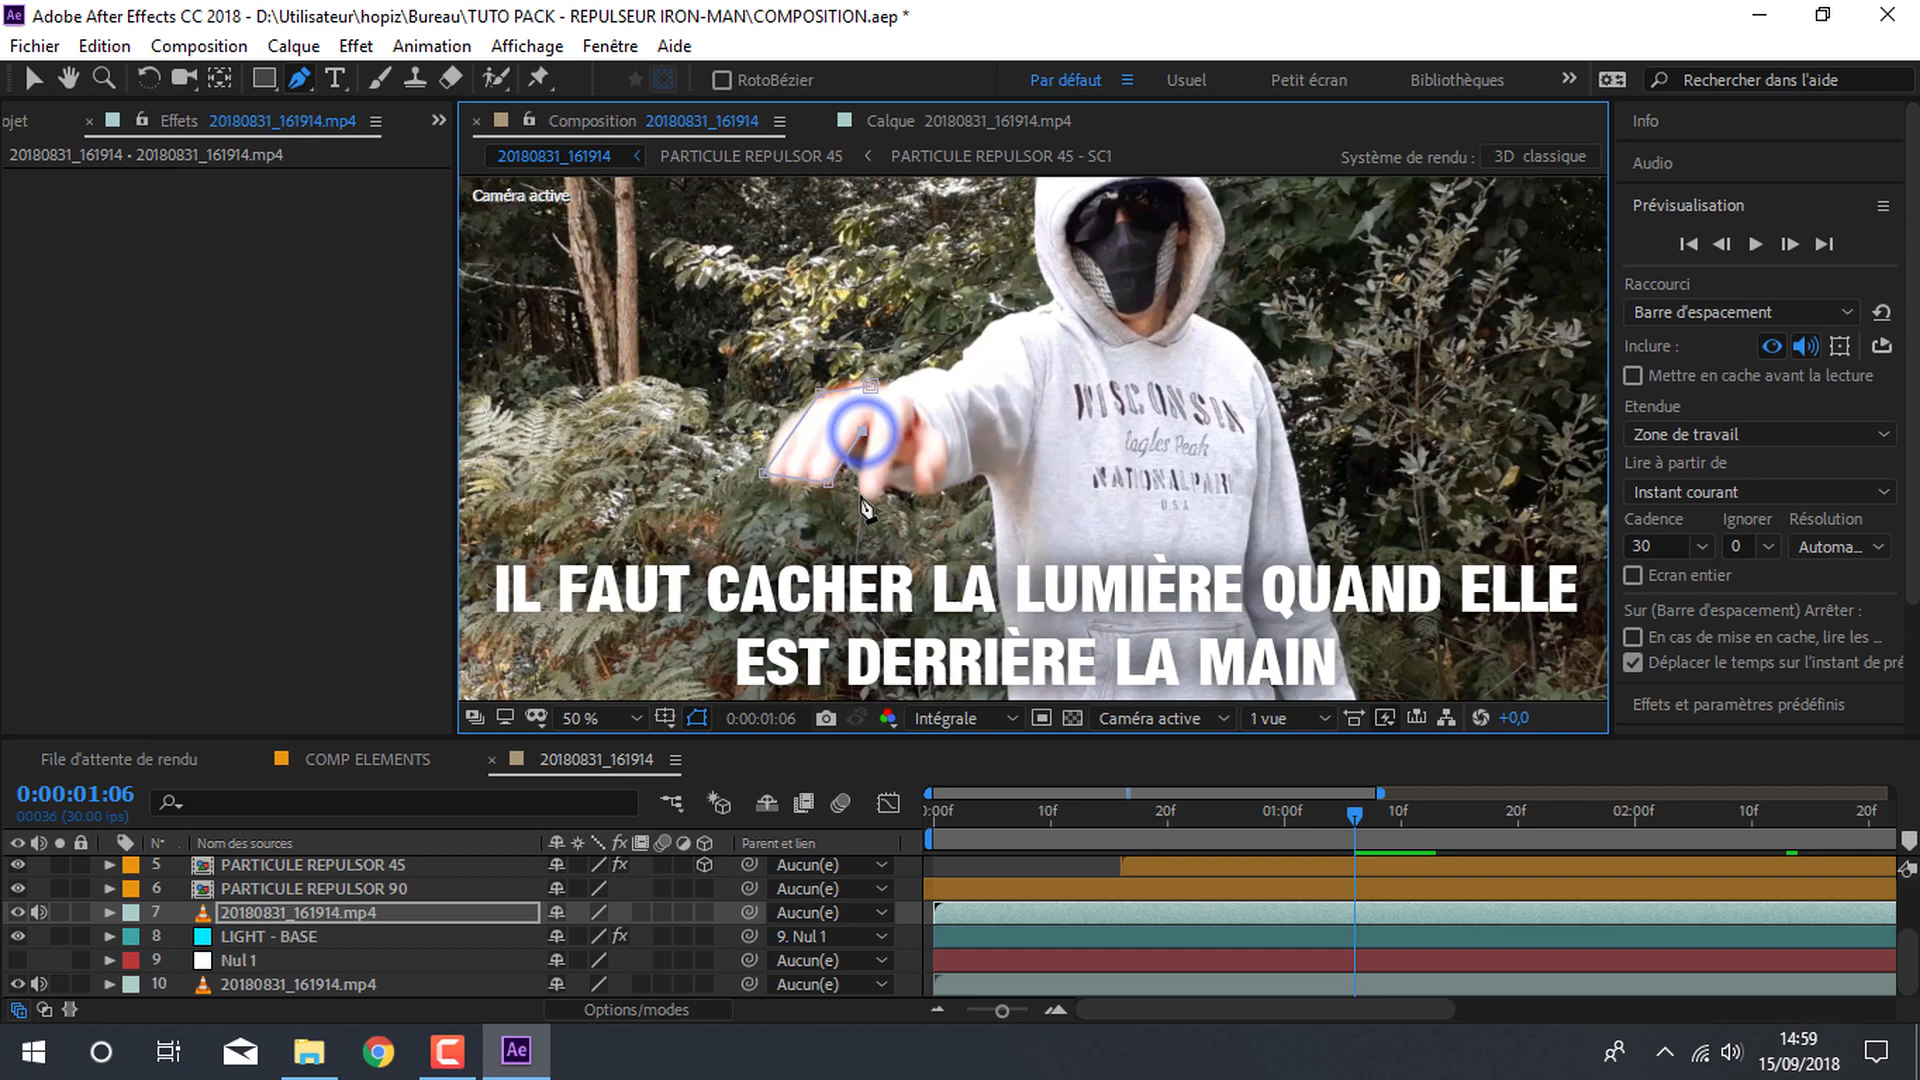 Adobe After Effects CC 2018 - D:\Utilisateur\hopiz\Bureau\TUTO PACK - REPULSEUR IRON-MAN\COMPOSITION.aep *
Fichier Edition Composition Calque Effet Animation Affichage Fenêtre Aide
RotoBézier Par défaut Usuel Petit écran Bibliothèques Rechercher dans l'aide
ojet Effets 20180831_161914.mp4 Composition 20180831_161914 Calque 20180831_161914.mp4 Info
20180831_161914 • 20180831_161914.mp4 20180831_161914 PARTICULE REPULSOR 45 PARTICULE REPULSOR 45 - SC1 Système de rendu : 3D classique
Audio
Caméra active
Prévisualisation
Raccourci
Barre d'espacement
Inclure :
Mettre en cache avant la lecture
Etendue
Zone de travail
Lire à partir de
Instant courant
Cadence Ignorer Résolution
30 0 Automa...
Ecran entier
Sur (Barre d'espacement) Arrêter :
En cas de mise en cache, lire les ...
Déplacer le temps sur l'instant de pré
Effets et paramètres prédéfinis
WISCONSIN
Eagles Peak
NATIONAL PARK
U.S.A
IL FAUT CACHER LA LUMIÈRE QUAND ELLE
EST DERRIÈRE LA MAIN
50 % 0:00:01:06 Intégrale Caméra active 1 vue +0,0
File d'attente de rendu COMP ELEMENTS 20180831_161914
0:00:01:06
00036 (30.00 ips)
0:00f 10f 20f 01:00f 10f 20f 02:00f 10f 20f
N° Nom des sources fx Parent et lien
5 PARTICULE REPULSOR 45 fx Aucun(e)
6 PARTICULE REPULSOR 90 Aucun(e)
7 20180831_161914.mp4 Aucun(e)
8 LIGHT - BASE fx 9. Nul 1
9 Nul 1 Aucun(e)
10 20180831_161914.mp4 Aucun(e)
Options/modes
Ae
14:59
15/09/2018